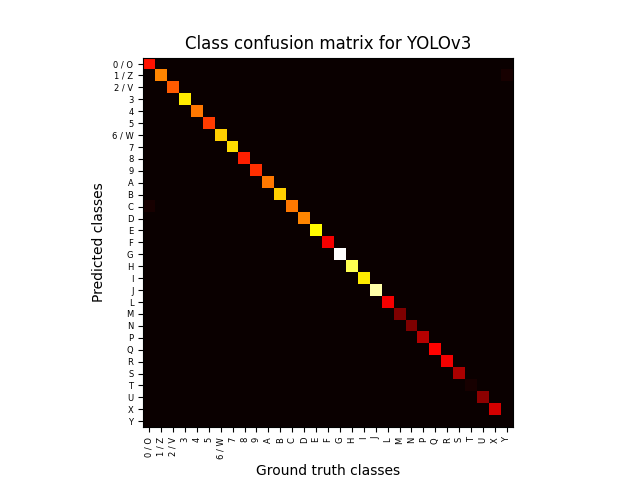 Class confusion matrix for YOLOv3
Predicted classes
0 / O
1 / Z
2 / V
3
4
5
6 / W
7
8
9
A
B
C
D
E
F
G
H
I
J
L
M
N
P
Q
R
S
T
U
X
Y
0 / O
1 / Z
2 / V
3
4
5
6 / W
7
8
9
A
B
C
D
E
F
G
H
I
J
L
M
N
P
Q
R
S
T
U
X
Y
Ground truth classes